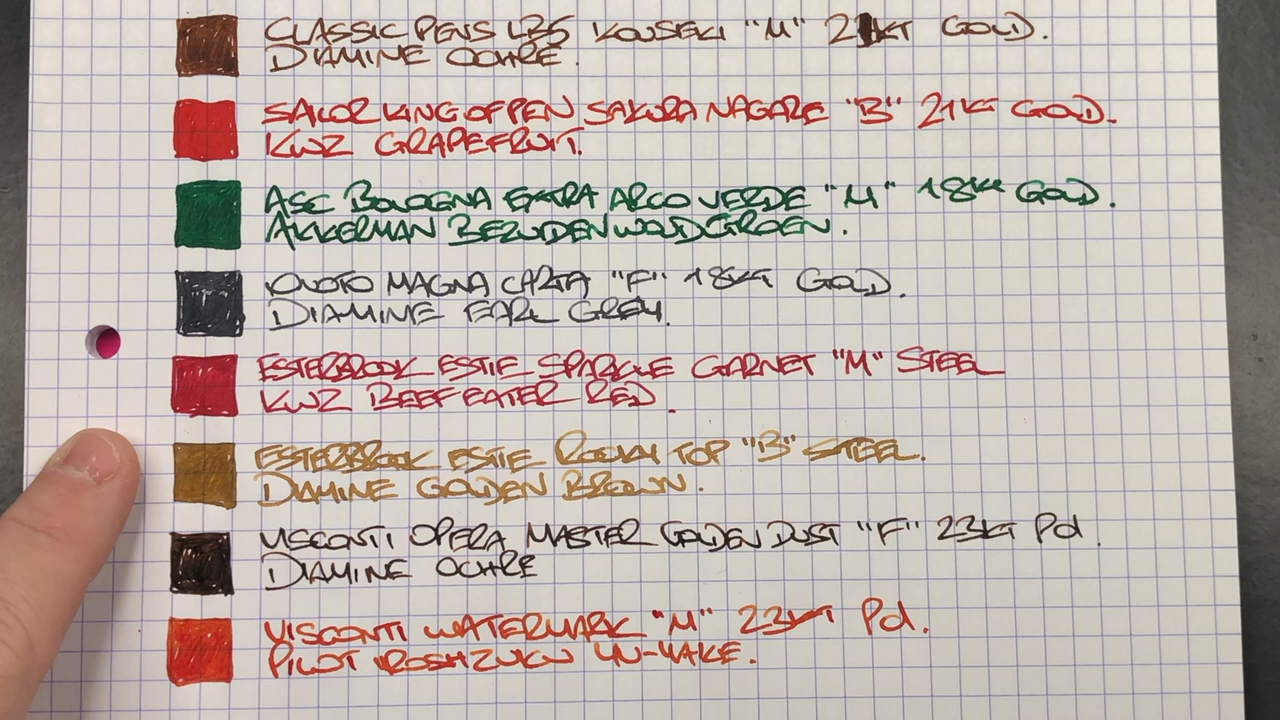 CLASSIC PENS LB5 KOUSEKI "M" 21KT GOLD.
DIAMINE OCHRE.
SAILOR KING OF PEN SAKURA NAGARE "B" 21KT GOLD.
KWZ GRAPEFRUIT.
ASC BOLOGNA EXTRA ARCO VERDE "M" 18KT GOLD.
AKKERMAN BEZUIDENWOUDGROEN.
ONOTO MAGNA CARTA "F" 18KT GOLD.
DIAMINE EARL GREY.
ESTERBROOK ESTIE SPARKLE GARNET "M" STEEL
KWZ BEEFEATER RED.
ESTERBROOK ESTIE ROCKY TOP "B" STEEL.
DIAMINE GOLDEN BROWN.
VISCONTI OPERA MASTER GOLDEN DUST "F" 23KT Pd.
DIAMINE OCHRE
VISCONTI WATERMARK "M" 23KT Pd.
PILOT IROSHIZUKU YU-YAKE.